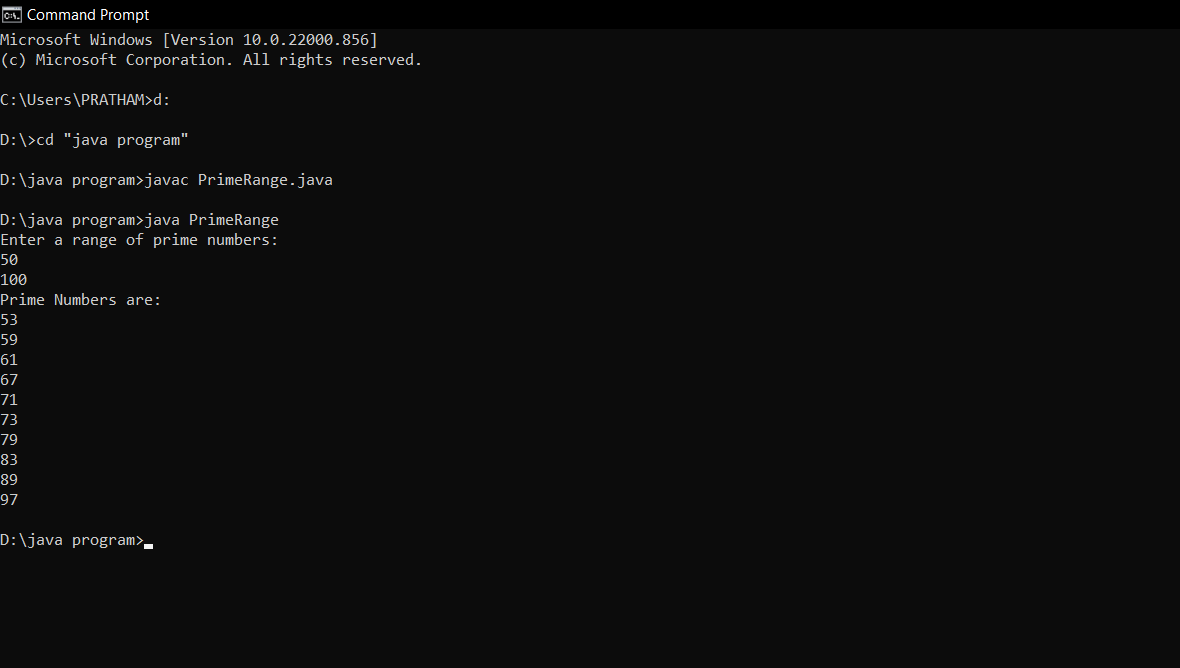 Command Prompt
Microsoft Windows [Version 10.0.22000.856]
(c) Microsoft Corporation. All rights reserved.
C:\Users\PRATHAM>d:
D:\>cd "java program"
D:\java program>javac PrimeRange.java
D:\java program>java PrimeRange
Enter a range of prime numbers:
50
100
Prime Numbers are:
53
59
61
67
71
73
79
83
89
97
D:\java program>